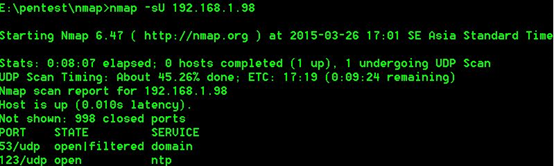 E:\pentest\nmap>nmap -sU 192.168.1.98
Starting Nmap 6.47 ( http://nmap.org ) at 2015-03-26 17:01 SE Asia Standard Time
Stats: 0:08:07 elapsed; 0 hosts completed (1 up), 1 undergoing UDP Scan
UDP Scan Timing: About 45.26% done; ETC: 17:19 (0:09:24 remaining)
Nmap scan report for 192.168.1.98
Host is up (0.010s latency).
Not shown: 998 closed ports
PORT    STATE         SERVICE
53/udp  open|filtered domain
123/udp open          ntp